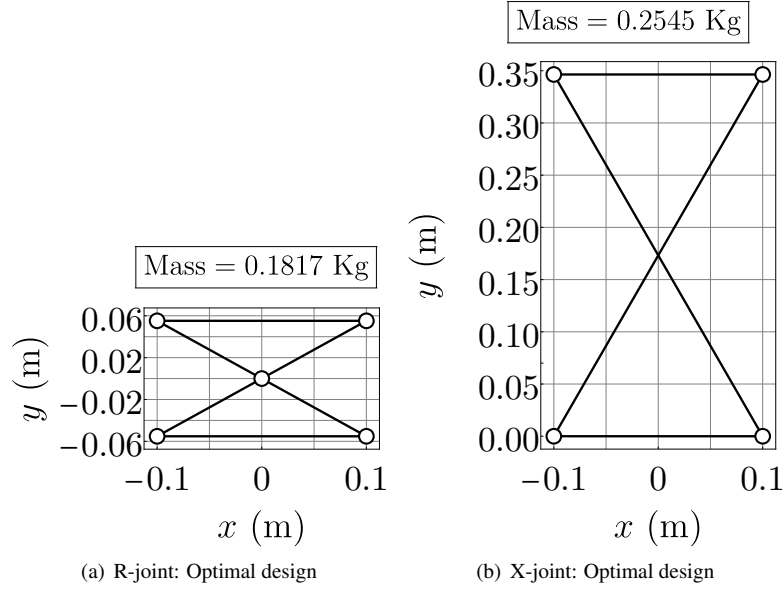 Mass = 0.1817 Kg
0.06
0.02
−0.02
−0.06
y (m)
−0.1 0 0.1
x (m)
(a) R-joint: Optimal design
Mass = 0.2545 Kg
0.35
0.30
0.25
0.20
0.15
0.10
0.05
0.00
y (m)
−0.1 0 0.1
x (m)
(b) X-joint: Optimal design